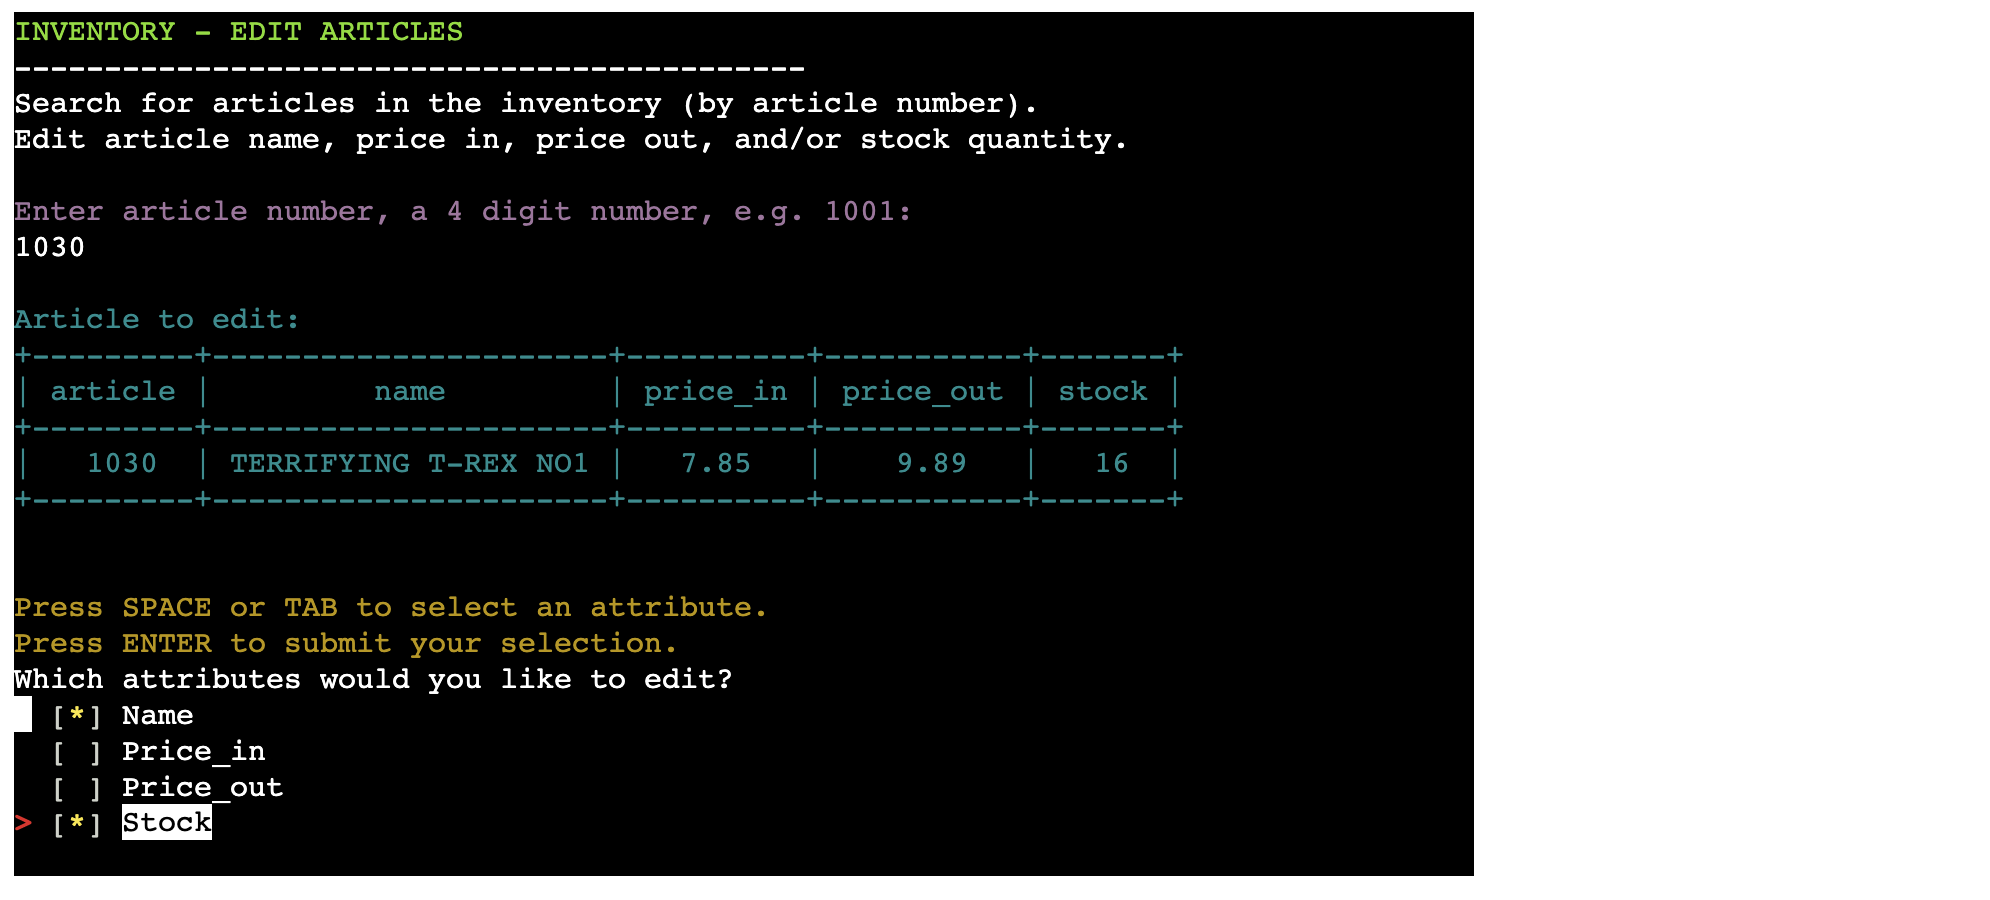 INVENTORY - EDIT ARTICLES
--------------------------------------------
Search for articles in the inventory (by article number).
Edit article name, price in, price out, and/or stock quantity.
Enter article number, a 4 digit number, e.g. 1001:
1030
Article to edit:
+---------+----------------------+----------+-----------+-------+
| article |         name         | price_in | price_out | stock |
+---------+----------------------+----------+-----------+-------+
|   1030  | TERRIFYING T-REX NO1 |   7.85   |    9.89   |   16  |
+---------+----------------------+----------+-----------+-------+
Press SPACE or TAB to select an attribute.
Press ENTER to submit your selection.
Which attributes would you like to edit?
  [*] Name
  [ ] Price_in
  [ ] Price_out
> [*] Stock